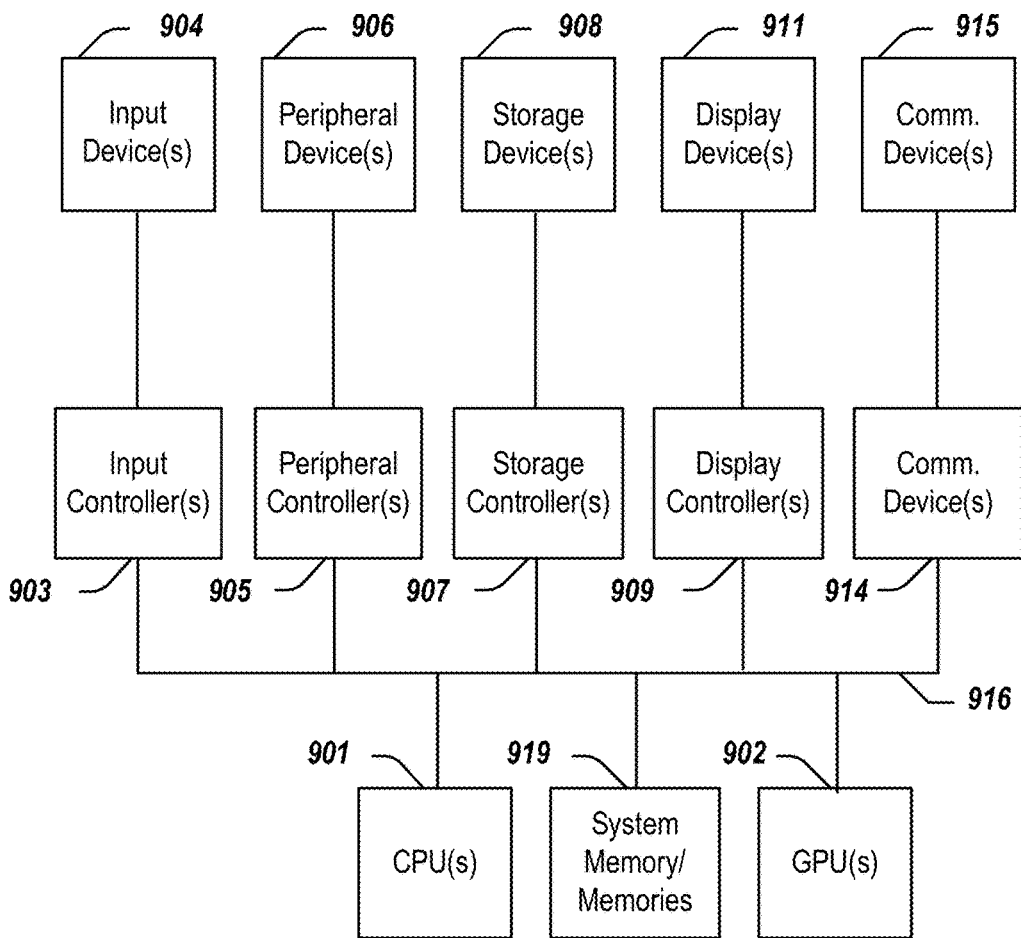 904
906
908
911
915
Input
Device(s)
Peripheral
Device(s)
Storage
Device(s)
Display
Device(s)
Comm.
Device(s)
Input
Controller(s)
Peripheral
Controller(s)
Storage
Controller(s)
Display
Controller(s)
Comm.
Device(s)
903
905
907
909
914
916
901
919
902
CPU(s)
System
Memory/
Memories
GPU(s)